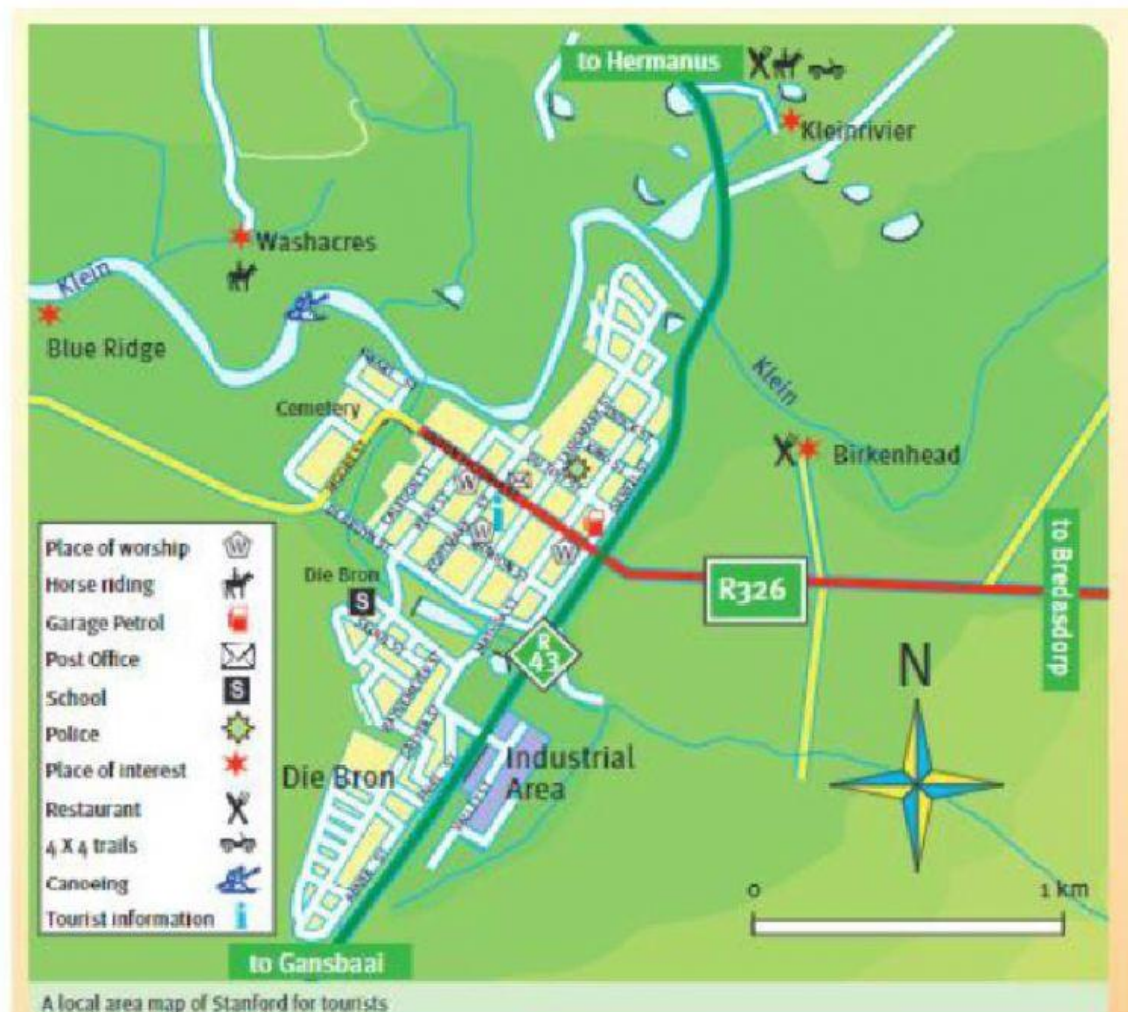 to Hermanus
Kleinrivier
Washacres
Klein
Blue Ridge
Klein
Cemetery
Birkenhead
Die Bron
S
W
W
W
R326
to Bredasdorp
R
43
N
Industrial
Area
Die Bron
0 1 km
to Gansbaai
Place of worship W
Horse riding
Garage Petrol
Post Office
School S
Police
Place of interest
Restaurant
4 X 4 trails
Canoeing
Tourist information i
A local area map of Stanford for tourists